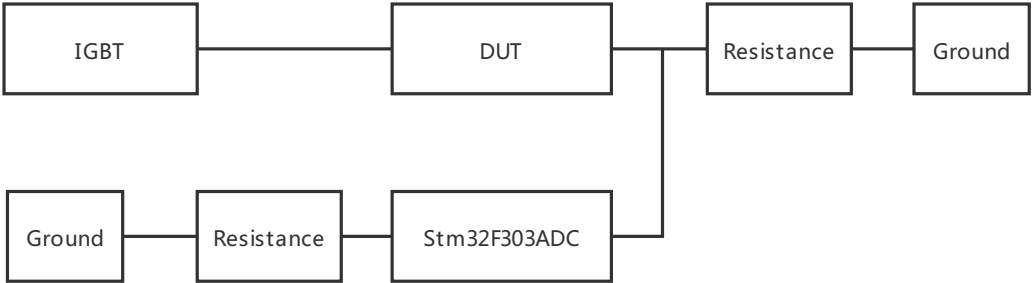 IGBT
DUT
Resistance
Ground
Ground
Resistance
Stm32F303ADC